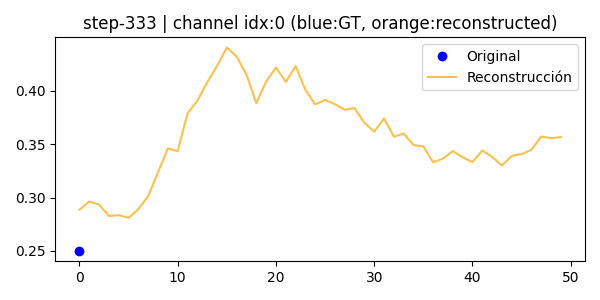 step-333 | channel idx:0 (blue:GT, orange:reconstructed)
Original
Reconstrucción
0.40
0.35
0.30
0.25
0 10 20 30 40 50